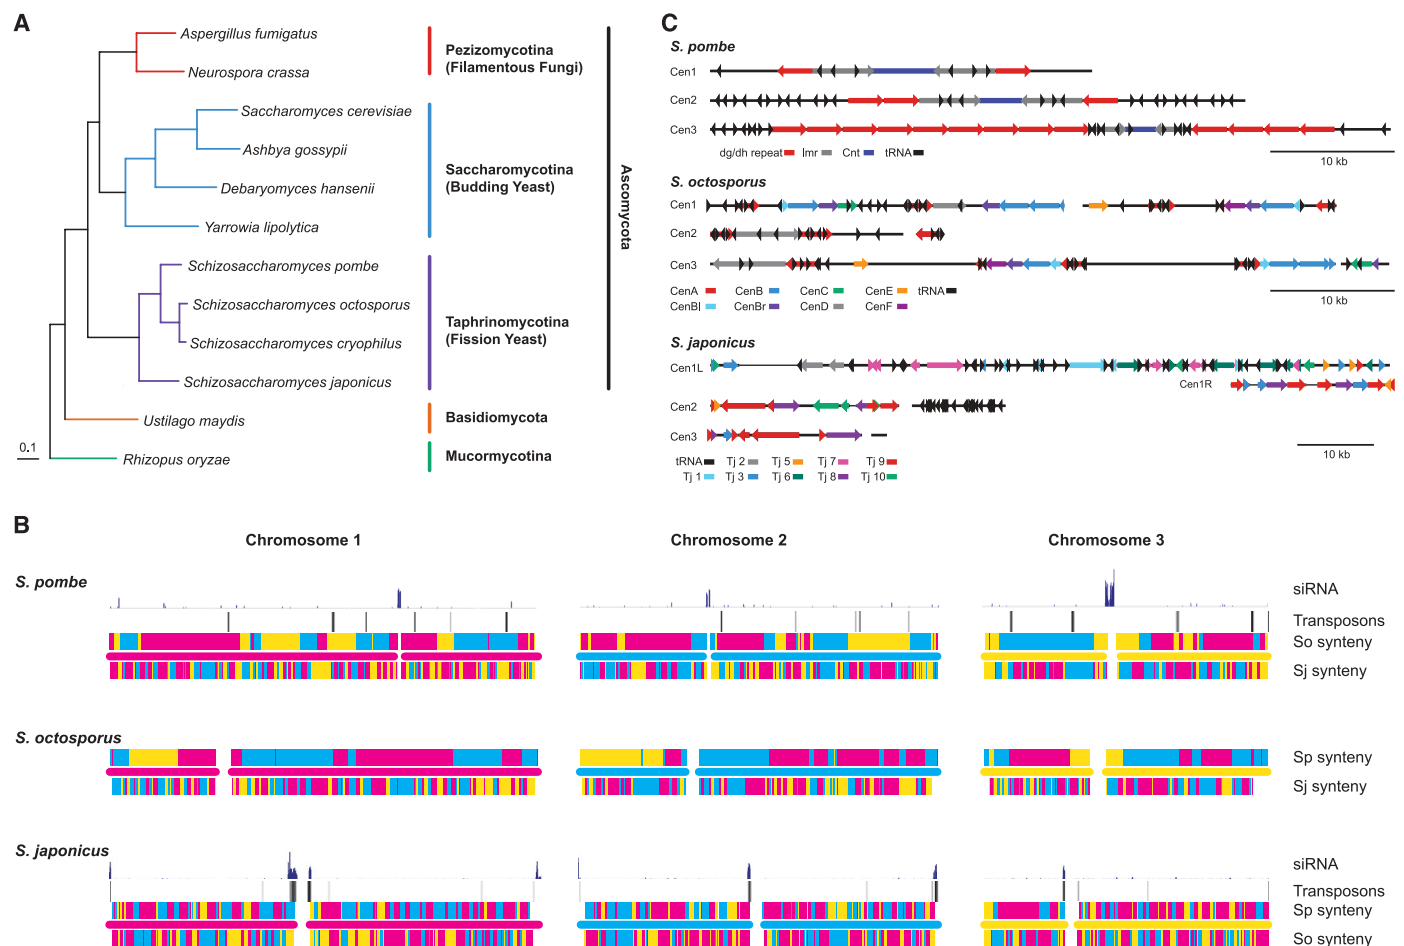 A
Aspergillus fumigatus
Neurospora crassa
Saccharomyces cerevisiae
Ashbya gossypii
Debaryomyces hansenii
Yarrowia lipolytica
Schizosaccharomyces pombe
Schizosaccharomyces octosporus
Schizosaccharomyces cryophilus
Schizosaccharomyces japonicus
Ustilago maydis
Rhizopus oryzae
0.1
Pezizomycotina
(Filamentous Fungi)
Saccharomycotina
(Budding Yeast)
Taphrinomycotina
(Fission Yeast)
Basidiomycota
Mucormycotina
Ascomycota
C
S. pombe
Cen1
Cen2
Cen3
dg/dh repeat Imr Cnt tRNA
10 kb
S. octosporus
Cen1
Cen2
Cen3
CenA CenB CenC CenE tRNA
CenBl CenBr CenD CenF
10 kb
S. japonicus
Cen1L
Cen1R
Cen2
Cen3
tRNA Tj 2 Tj 5 Tj 7 Tj 9
Tj 1 Tj 3 Tj 6 Tj 8 Tj 10
10 kb
B
Chromosome 1 Chromosome 2 Chromosome 3
S. pombe
siRNA
Transposons
So synteny
Sj synteny
S. octosporus
Sp synteny
Sj synteny
S. japonicus
siRNA
Transposons
Sp synteny
So synteny